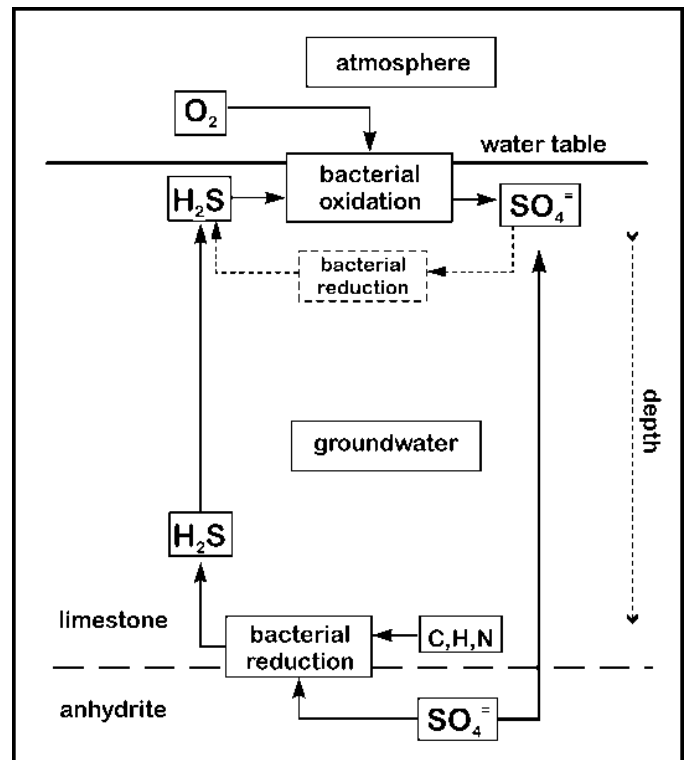 atmosphere
O₂
water table
bacterial
oxidation
H₂S
SO₄⁼
bacterial
reduction
depth
groundwater
H₂S
limestone
bacterial
reduction
C,H,N
anhydrite
SO₄⁼